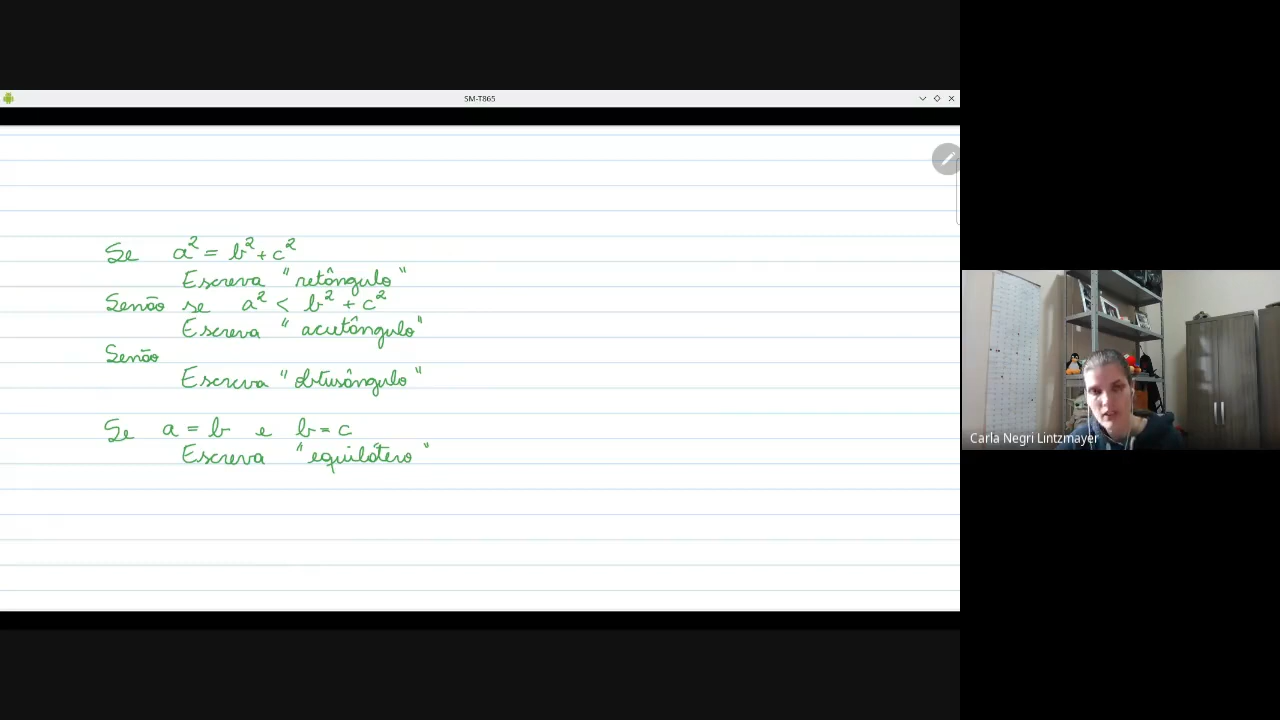 SM-T865
Se a² = b² + c²
Escreva "retângulo"
Senão se a² < b² + c²
Escreva "acutângulo"
Senão
Escreva "obtusângulo"
Se a = b e b = c
Escreva "equilátero"
Carla Negri Lintzmayer